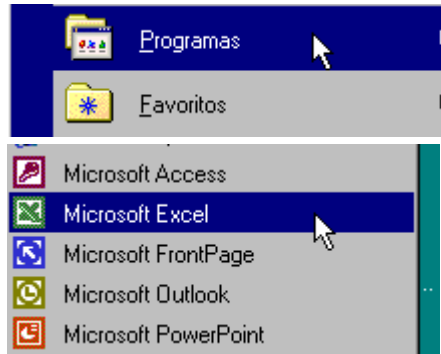 Programas
Favoritos
Microsoft Access
Microsoft Excel
Microsoft FrontPage
Microsoft Outlook
Microsoft PowerPoint